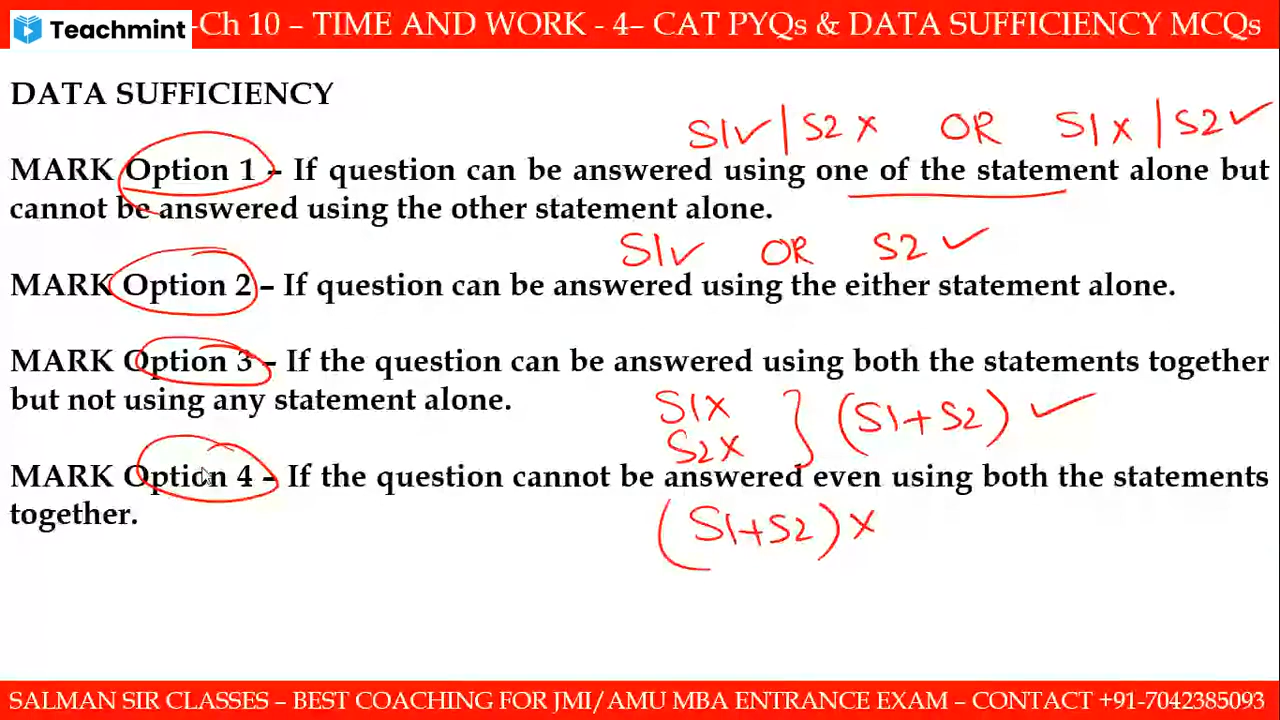 Teachmint
-Ch 10 – TIME AND WORK - 4– CAT PYQs & DATA SUFFICIENCY MCQs
DATA SUFFICIENCY
S1✓ | S2 X OR S1 X | S2 ✓
MARK Option 1 – If question can be answered using one of the statement alone but
cannot be answered using the other statement alone.
S1✓ OR S2 ✓
MARK Option 2 – If question can be answered using the either statement alone.
MARK Option 3 – If the question can be answered using both the statements together
but not using any statement alone.
S1X
S2X } (S1+S2) ✓
MARK Option 4 – If the question cannot be answered even using both the statements
together.
(S1+S2) X
SALMAN SIR CLASSES – BEST COACHING FOR JMI/AMU MBA ENTRANCE EXAM – CONTACT +91-7042385093